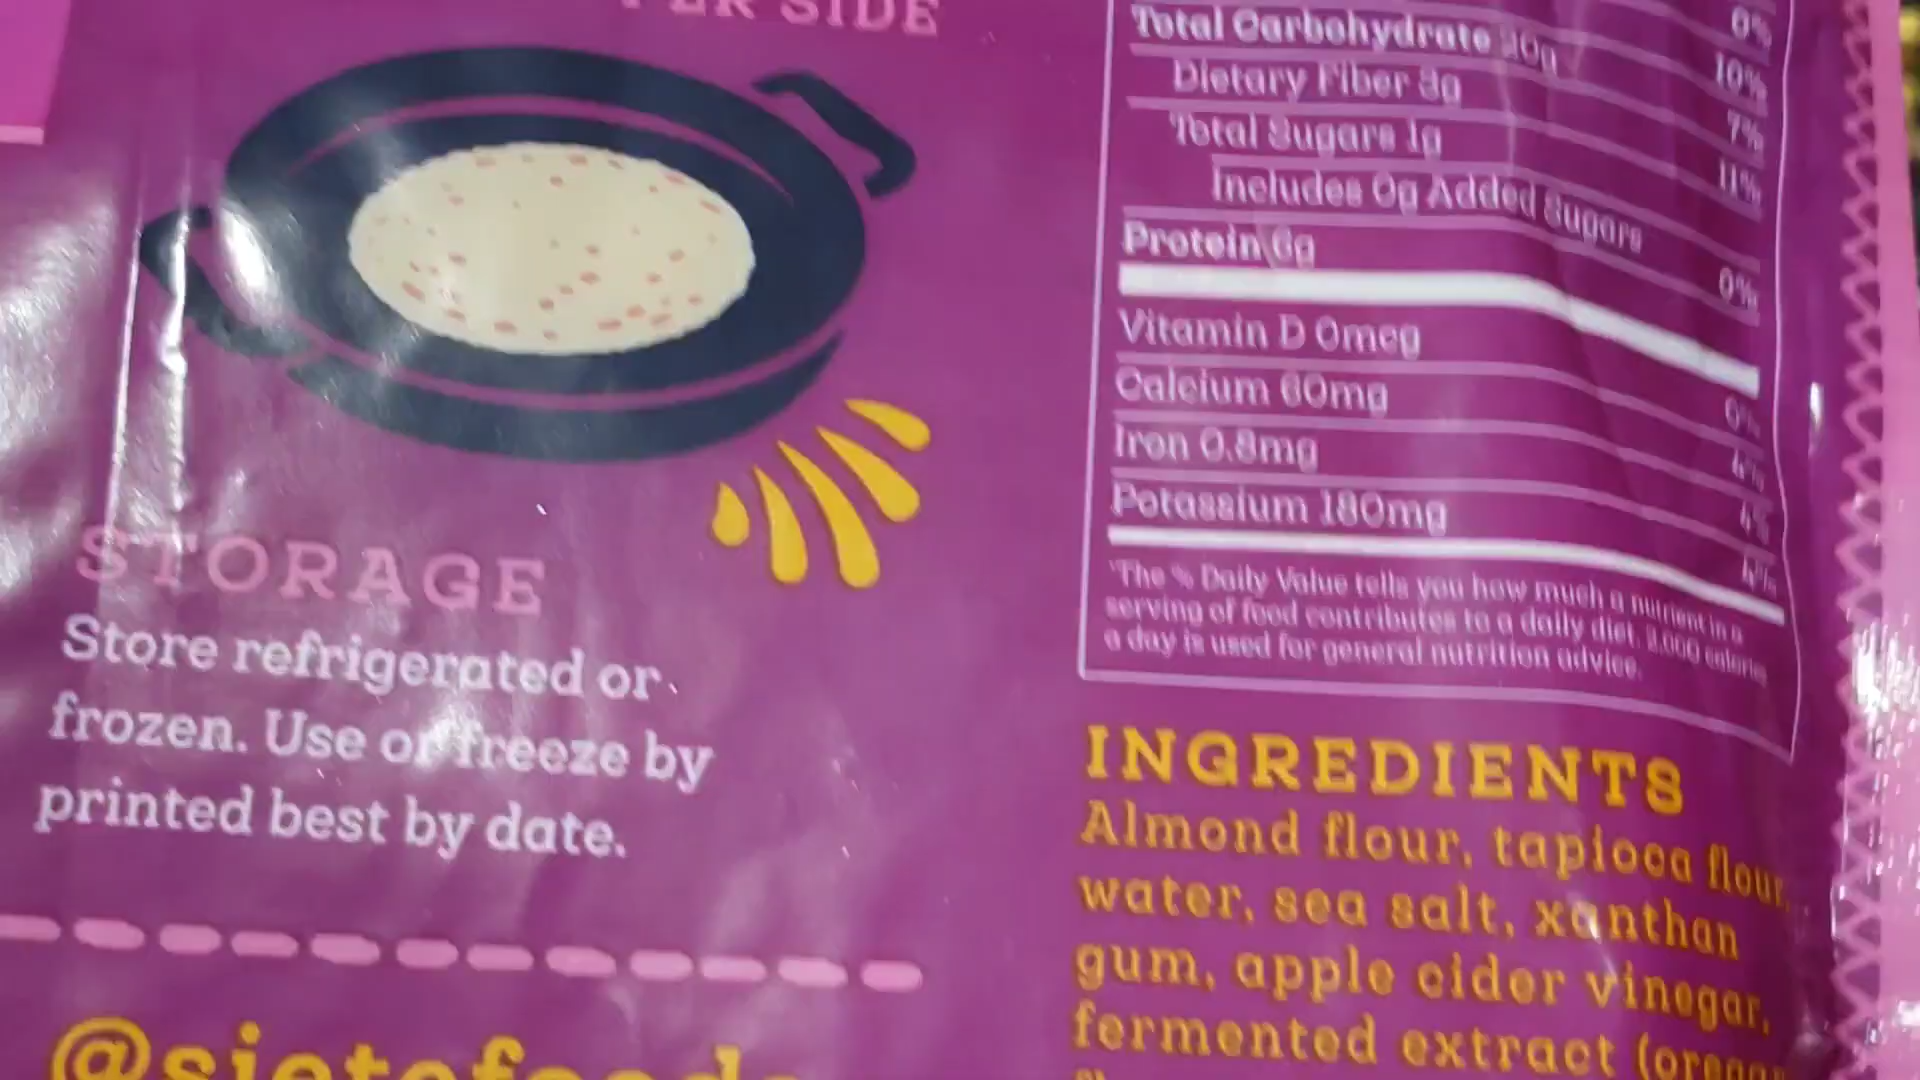 PER SIDE
STORAGE
Store refrigerated or
frozen. Use or freeze by
printed best by date.
@sietefoods
0%
Total Carbohydrate 20g 10%
Dietary Fiber 3g 7%
Total Sugars 1g 11%
Includes 0g Added Sugars
Protein 6g 0%
Vitamin D 0mcg
Calcium 60mg 0%
Iron 0.8mg 4%
Potassium 180mg 4%
4%
*The % Daily Value tells you how much a nutrient in a
serving of food contributes to a daily diet. 2,000 calories
a day is used for general nutrition advice.
INGREDIENTS
Almond flour, tapioca flour,
water, sea salt, xanthan
gum, apple cider vinegar,
fermented extract (